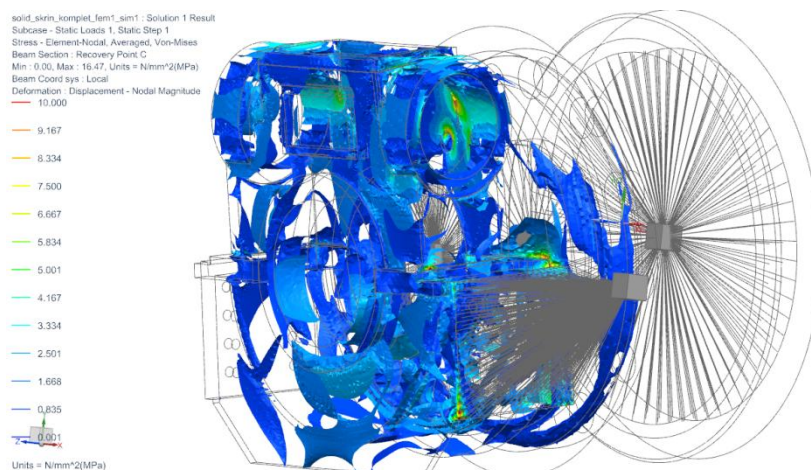 solid_skrin_komplet_fem1_sim1 : Solution 1 Result
Subcase - Static Loads 1, Static Step 1
Stress - Element-Nodal, Averaged, Von-Mises
Beam Section : Recovery Point C
Min : 0.00, Max : 16.47, Units = N/mm^2(MPa)
Beam Coord sys : Local
Deformation : Displacement - Nodal Magnitude
10.000
9.167
8.334
7.500
6.667
5.834
5.001
4.167
3.334
2.501
1.668
0.835
0.001
Z
X
Units = N/mm^2(MPa)